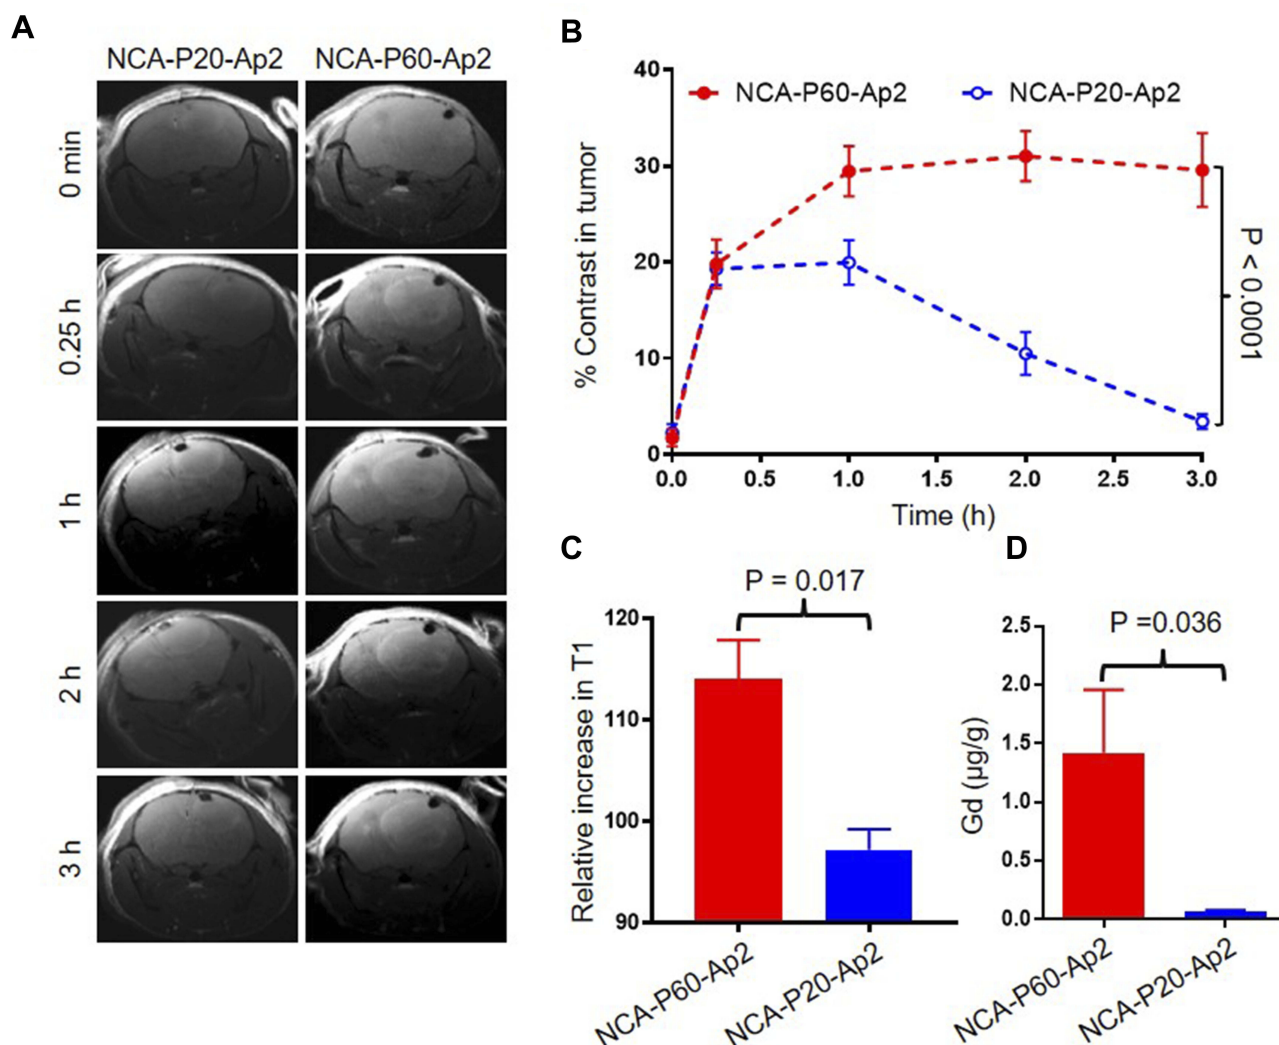 A
NCA-P20-Ap2 NCA-P60-Ap2
0 min
0.25 h
1 h
2 h
3 h
B
NCA-P60-Ap2 NCA-P20-Ap2
% Contrast in tumor
40
30
20
10
0
0.0 0.5 1.0 1.5 2.0 2.5 3.0
Time (h)
P < 0.0001
C
P = 0.017
Relative increase in T1
120
110
100
90
NCA-P60-Ap2
NCA-P20-Ap2
D
P =0.036
Gd (µg/g)
2.5
2.0
1.5
1.0
0.5
0.0
NCA-P60-Ap2
NCA-P20-Ap2